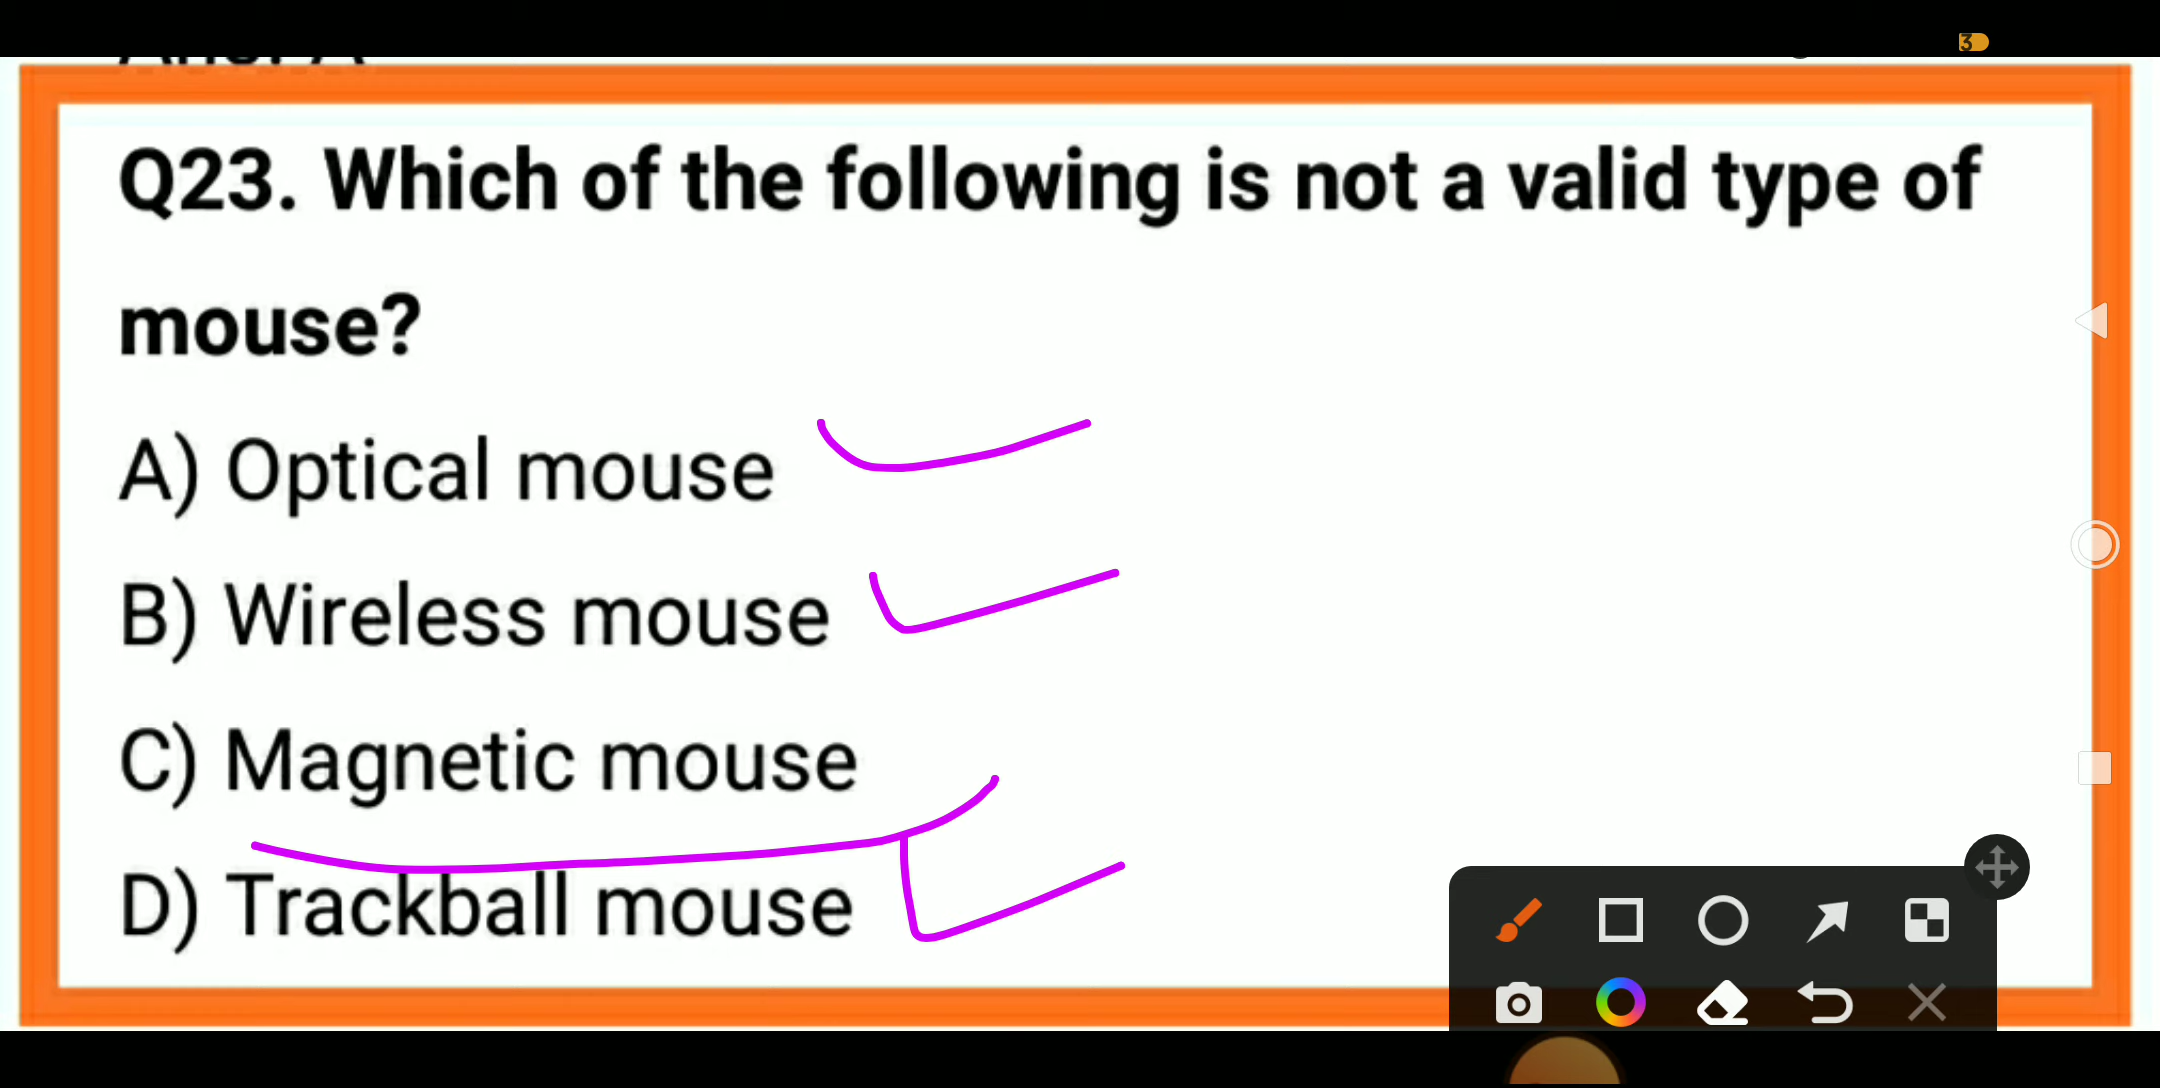 Q23. Which of the following is not a valid type of
mouse?
A) Optical mouse
B) Wireless mouse
C) Magnetic mouse
D) Trackball mouse